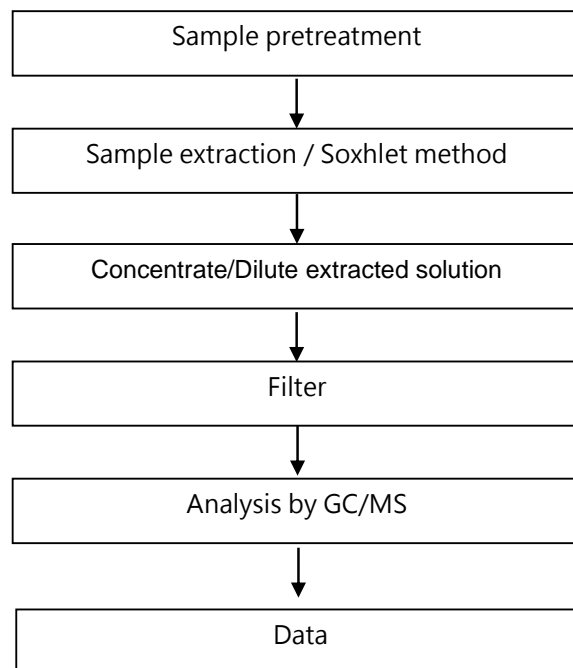 Sample pretreatment
Sample extraction / Soxhlet method
Concentrate/Dilute extracted solution
Filter
Analysis by GC/MS
Data